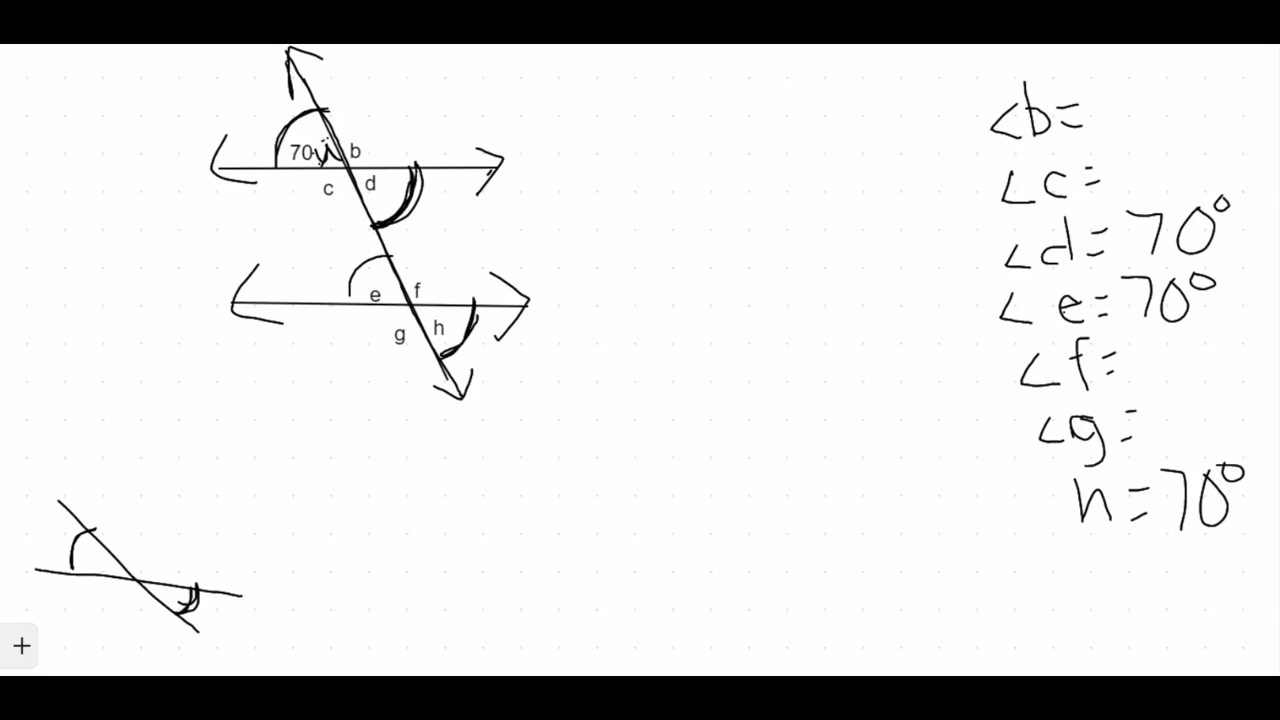 70 b
c d
e f
g h
∠b=
∠c=
∠d= 70°
∠e= 70°
∠f=
∠g=
h=70°
+